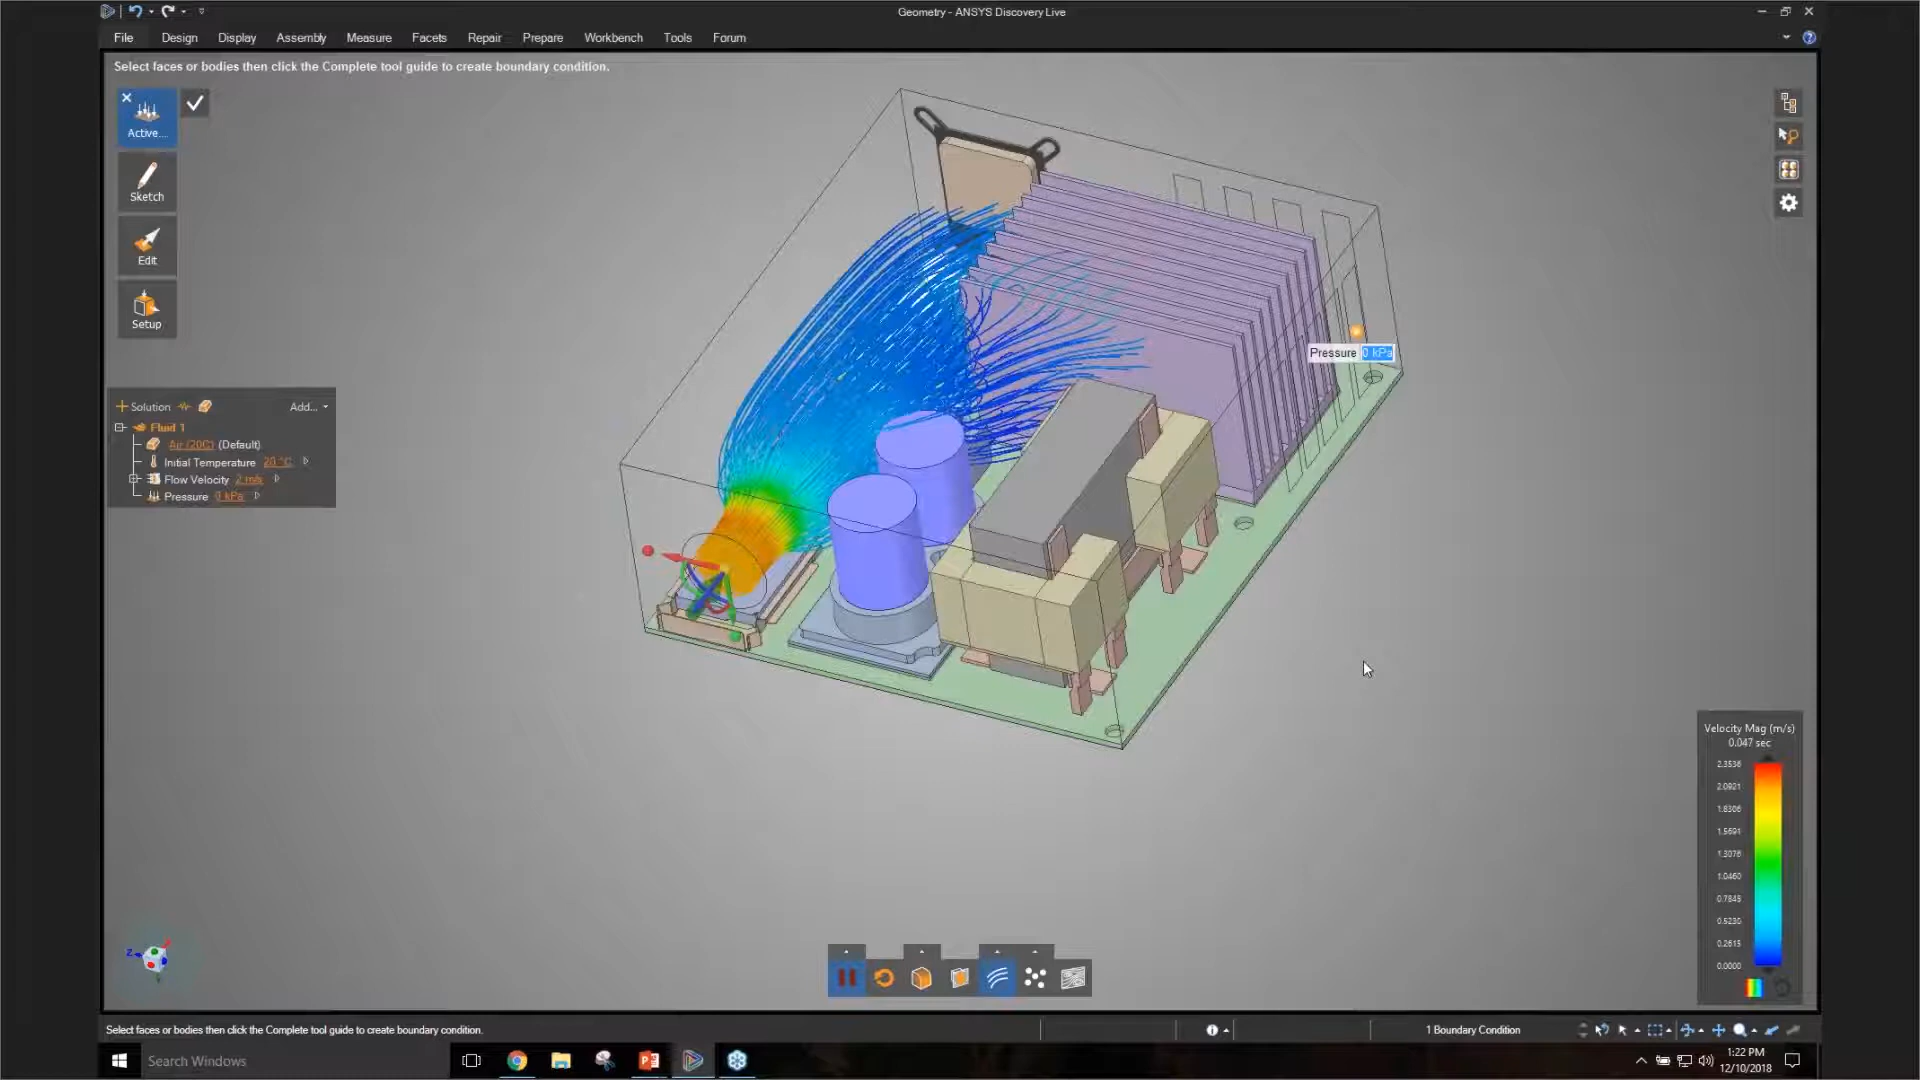 Geometry - ANSYS Discovery Live
File Design Display Assembly Measure Facets Repair Prepare Workbench Tools Forum
Select faces or bodies then click the Complete tool guide to create boundary condition.
Active...
Sketch
Edit
Setup
Pressure 0 kPa
Solution Add...
Fluid 1
Air (20C) (Default)
Initial Temperature 20 °C
Flow Velocity 2 m/s
Pressure 0 kPa
Velocity Mag (m/s)
0.047 sec
2.3536
2.0921
1.8306
1.5691
1.3076
1.0460
0.7845
0.5230
0.2615
0.0000
Z
Select faces or bodies then click the Complete tool guide to create boundary condition.
1 Boundary Condition
Search Windows
1:22 PM
12/10/2018